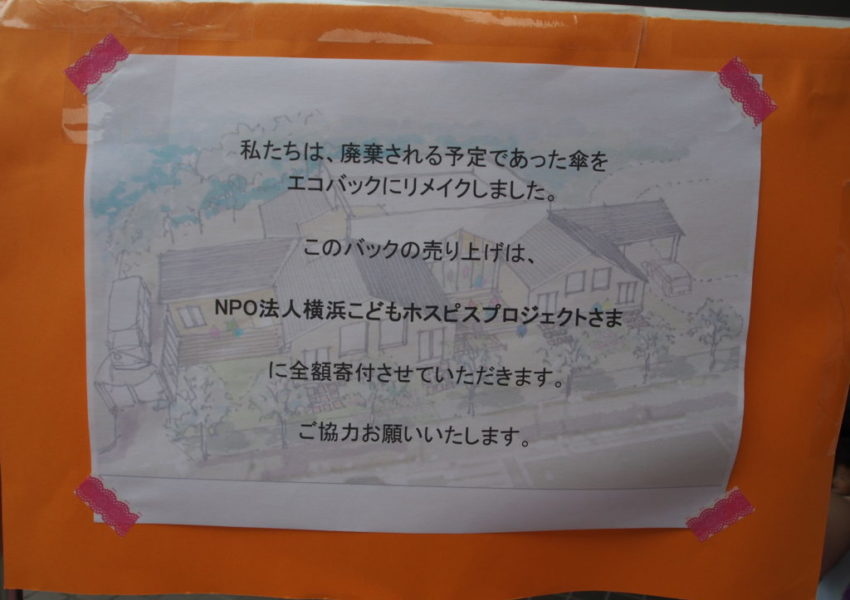 私たちは、廃棄される予定であった傘を
エコバックにリメイクしました。
このバックの売り上げは、
NPO法人横浜こどもホスピスプロジェクトさま
に全額寄付させていただきます。
ご協力お願いいたします。